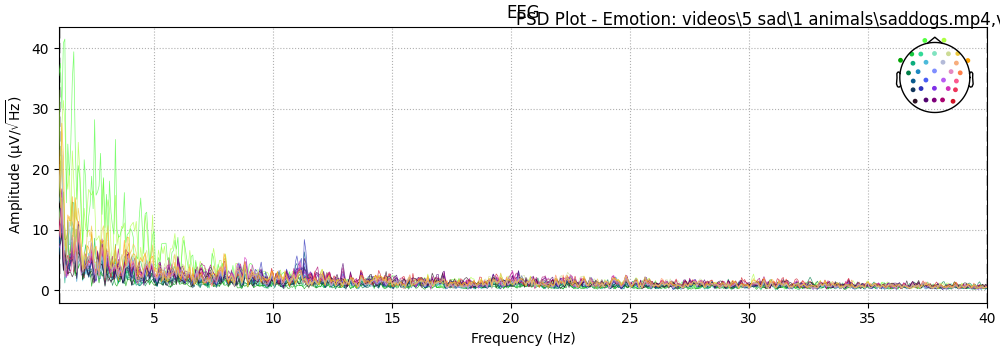 EEG
PSD Plot - Emotion: videos\5 sad\1 animals\saddogs.mp4,v
Amplitude (µV/√Hz)
40
30
20
10
0
5 10 15 20 25 30 35 40
Frequency (Hz)